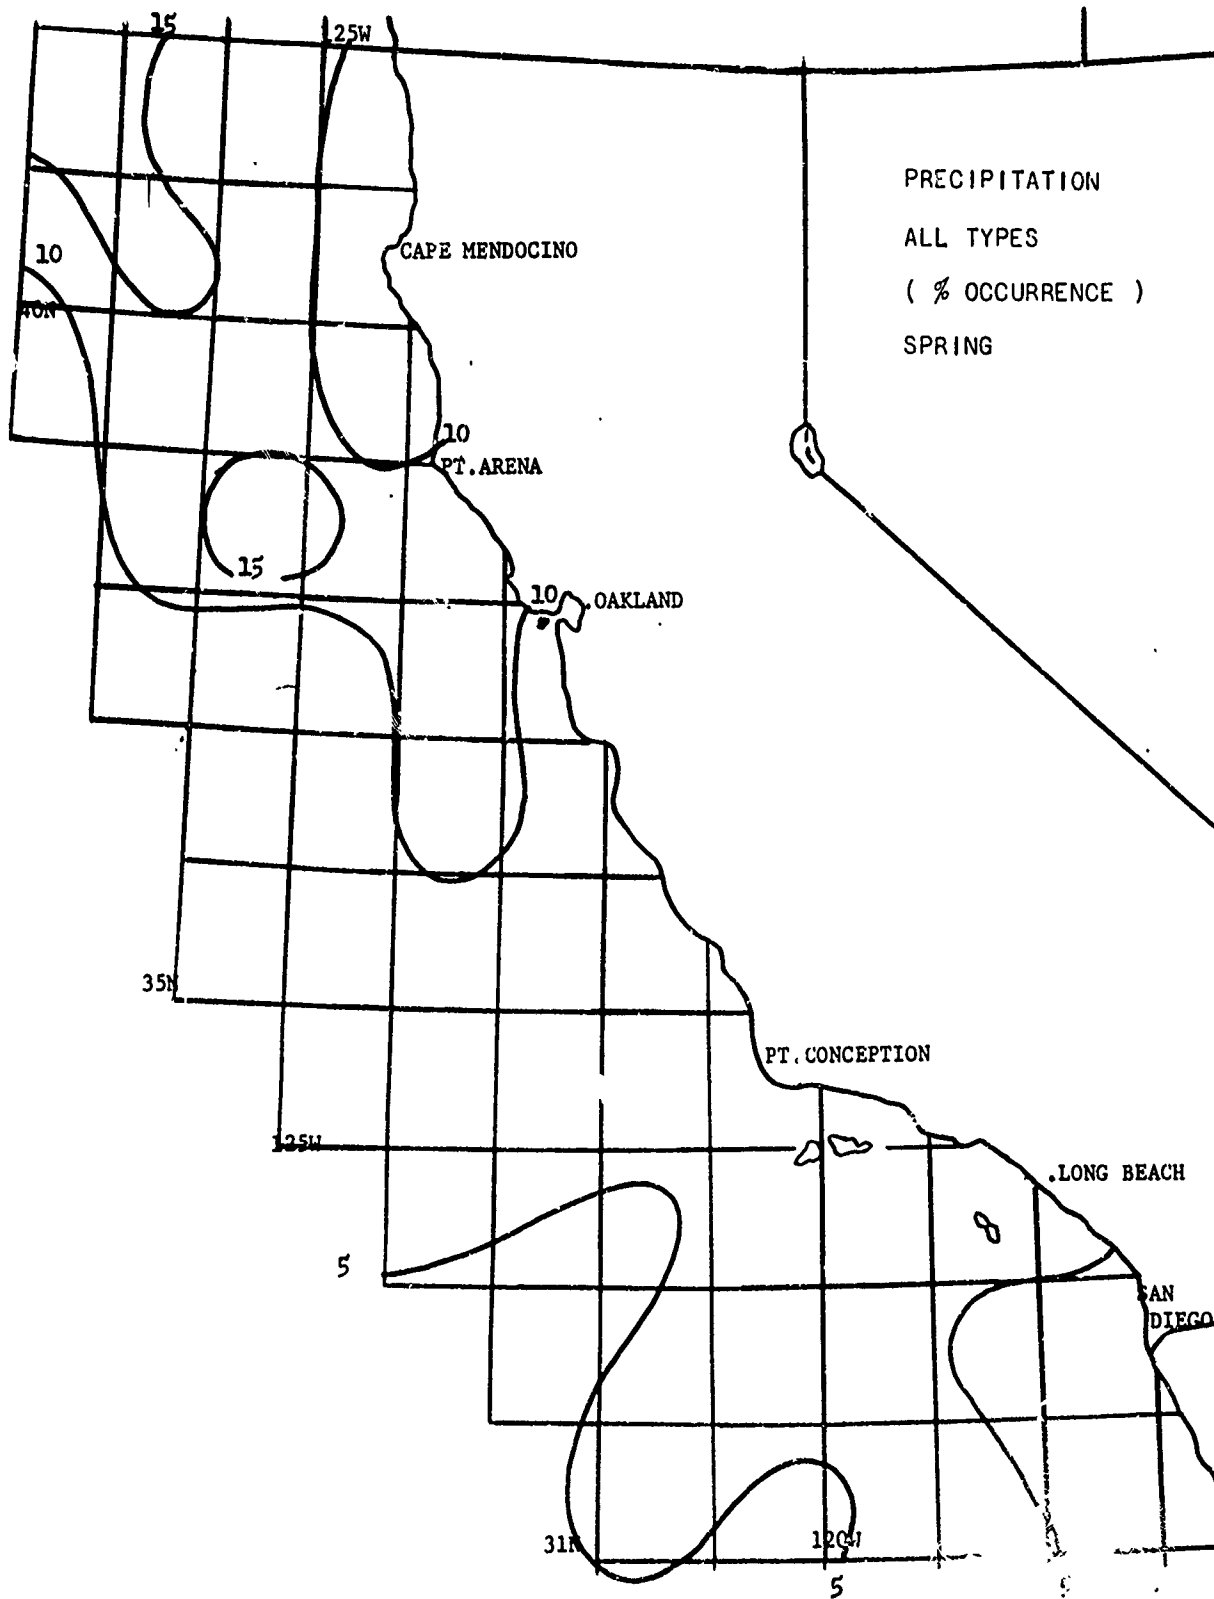 15
125W
PRECIPITATION
ALL TYPES
( % OCCURRENCE )
SPRING
CAPE MENDOCINO
10
40N
10
PT.ARENA
15
10
.OAKLAND
35N
PT.CONCEPTION
125W
.LONG BEACH
5
SAN
DIEGO
31N
120W
5